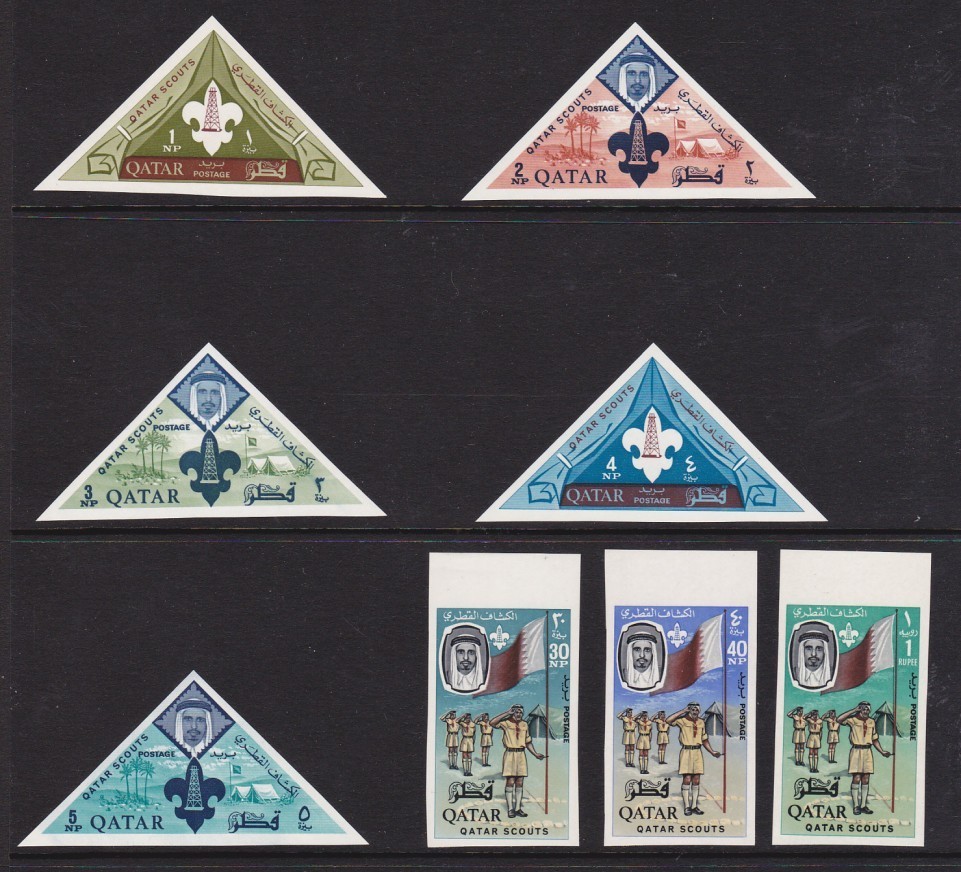 QATAR SCOUTS
الكشاف القطري
1 NP
١ بيزة
QATAR بريد POSTAGE قطر
QATAR SCOUTS
POSTAGE بريد
الكشاف القطري
2 NP QATAR قطر ٢ بيزة
QATAR SCOUTS
POSTAGE بريد
الكشاف القطري
3 NP QATAR قطر ٣ بيزة
QATAR SCOUTS
الكشاف القطري
4 NP
٤ بيزة
QATAR بريد POSTAGE قطر
QATAR SCOUTS
POSTAGE بريد
الكشاف القطري
5 NP QATAR قطر ٥ بيزة
الكشاف القطري
٣٠ بيزة
30 NP
بريد POSTAGE
قطر
QATAR
QATAR SCOUTS
الكشاف القطري
٤٠ بيزة
40 NP
بريد POSTAGE
قطر
QATAR
QATAR SCOUTS
الكشاف القطري
١ روبيه
1 RUPEE
بريد POSTAGE
قطر
QATAR
QATAR SCOUTS